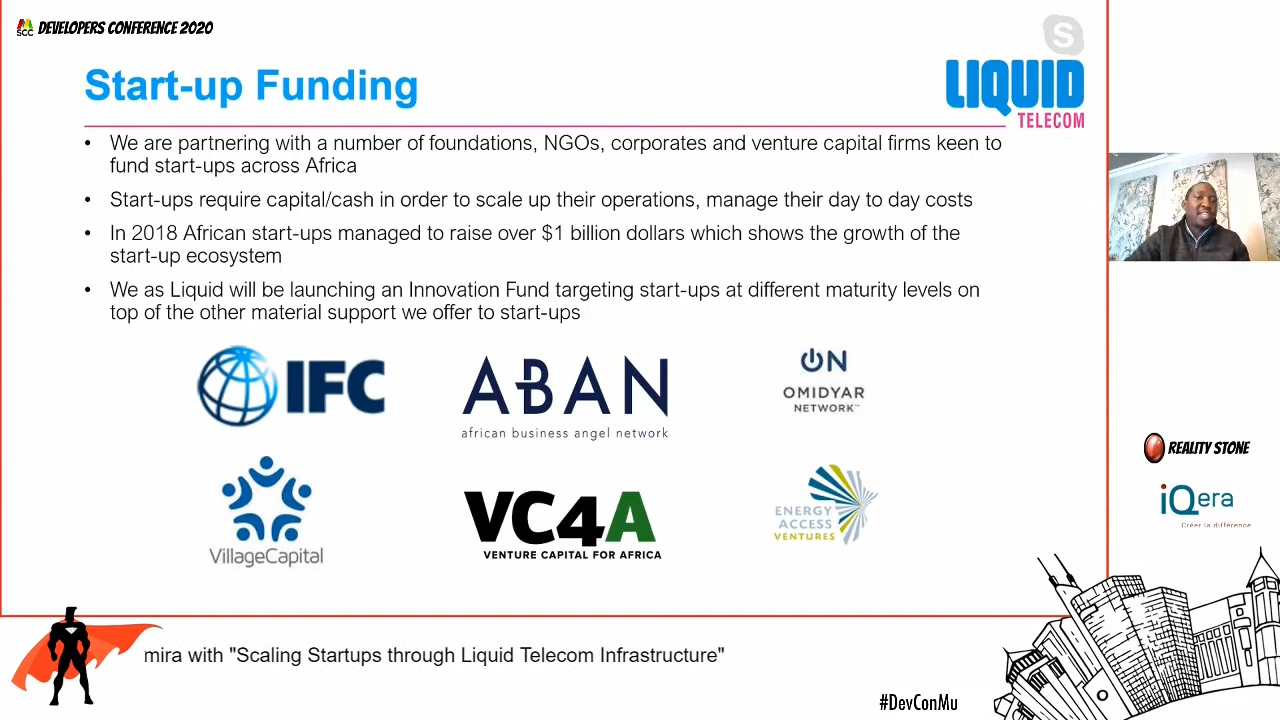 SCC DEVELOPERS CONFERENCE 2020
S
Start-up Funding
LIQUID
TELECOM
• We are partnering with a number of foundations, NGOs, corporates and venture capital firms keen to
fund start-ups across Africa
• Start-ups require capital/cash in order to scale up their operations, manage their day to day costs
• In 2018 African start-ups managed to raise over $1 billion dollars which shows the growth of the
start-up ecosystem
• We as Liquid will be launching an Innovation Fund targeting start-ups at different maturity levels on
top of the other material support we offer to start-ups
IFC
ABAN
african business angel network
ON
OMIDYAR
NETWORK™
VillageCapital
VC4A
VENTURE CAPITAL FOR AFRICA
ENERGY
ACCESS
VENTURES
REALITY STONE
iQera
Créer la différence
mira with "Scaling Startups through Liquid Telecom Infrastructure"
#DevConMu